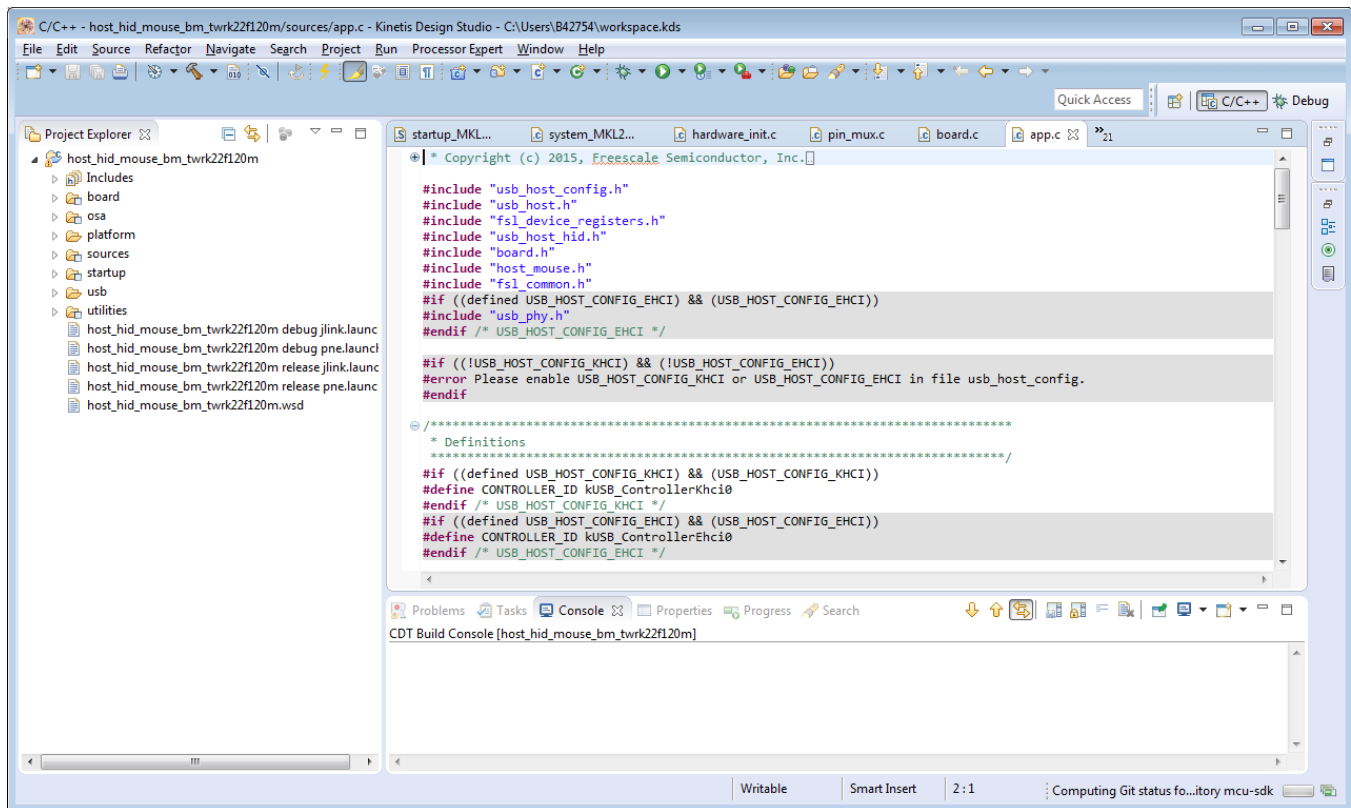 C/C++ - host_hid_mouse_bm_twrk22f120m/sources/app.c - Kinetis Design Studio - C:\Users\B42754\workspace.kds
File Edit Source Refactor Navigate Search Project Run Processor Expert Window Help
Quick Access
C/C++
Debug
Project Explorer
host_hid_mouse_bm_twrk22f120m
Includes
board
osa
platform
sources
startup
usb
utilities
host_hid_mouse_bm_twrk22f120m debug jlink.launc
host_hid_mouse_bm_twrk22f120m debug pne.launch
host_hid_mouse_bm_twrk22f120m release jlink.launc
host_hid_mouse_bm_twrk22f120m release pne.launc
host_hid_mouse_bm_twrk22f120m.wsd
startup_MKL... system_MKL2... hardware_init.c pin_mux.c board.c app.c »21
* Copyright (c) 2015, Freescale Semiconductor, Inc.
#include "usb_host_config.h"
#include "usb_host.h"
#include "fsl_device_registers.h"
#include "usb_host_hid.h"
#include "board.h"
#include "host_mouse.h"
#include "fsl_common.h"
#if ((defined USB_HOST_CONFIG_EHCI) && (USB_HOST_CONFIG_EHCI))
#include "usb_phy.h"
#endif /* USB_HOST_CONFIG_EHCI */
#if ((!USB_HOST_CONFIG_KHCI) && (!USB_HOST_CONFIG_EHCI))
#error Please enable USB_HOST_CONFIG_KHCI or USB_HOST_CONFIG_EHCI in file usb_host_config.
#endif
/*******************************************************************************
* Definitions
******************************************************************************/
#if ((defined USB_HOST_CONFIG_KHCI) && (USB_HOST_CONFIG_KHCI))
#define CONTROLLER_ID kUSB_ControllerKhci0
#endif /* USB_HOST_CONFIG_KHCI */
#if ((defined USB_HOST_CONFIG_EHCI) && (USB_HOST_CONFIG_EHCI))
#define CONTROLLER_ID kUSB_ControllerEhci0
#endif /* USB_HOST_CONFIG_EHCI */
Problems Tasks Console Properties Progress Search
CDT Build Console [host_hid_mouse_bm_twrk22f120m]
Writable Smart Insert 2 : 1 Computing Git status fo...itory mcu-sdk